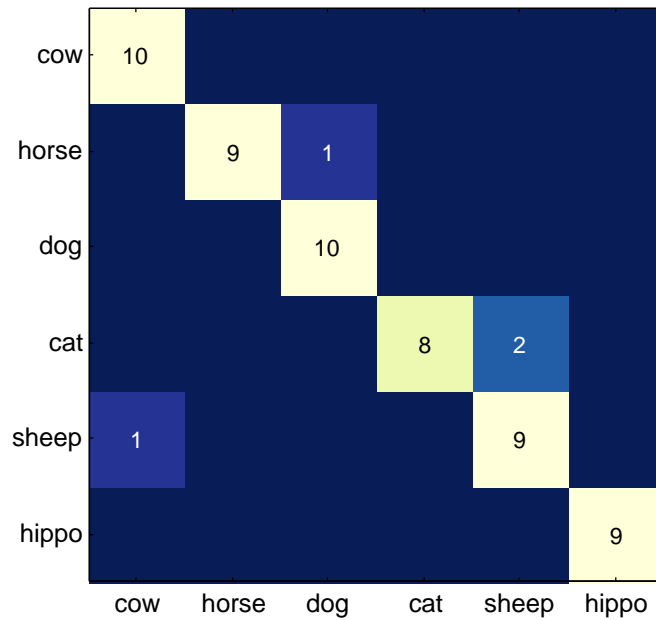 cow 10
horse 9 1
dog 10
cat 8 2
sheep 1 9
hippo 9
cow horse dog cat sheep hippo